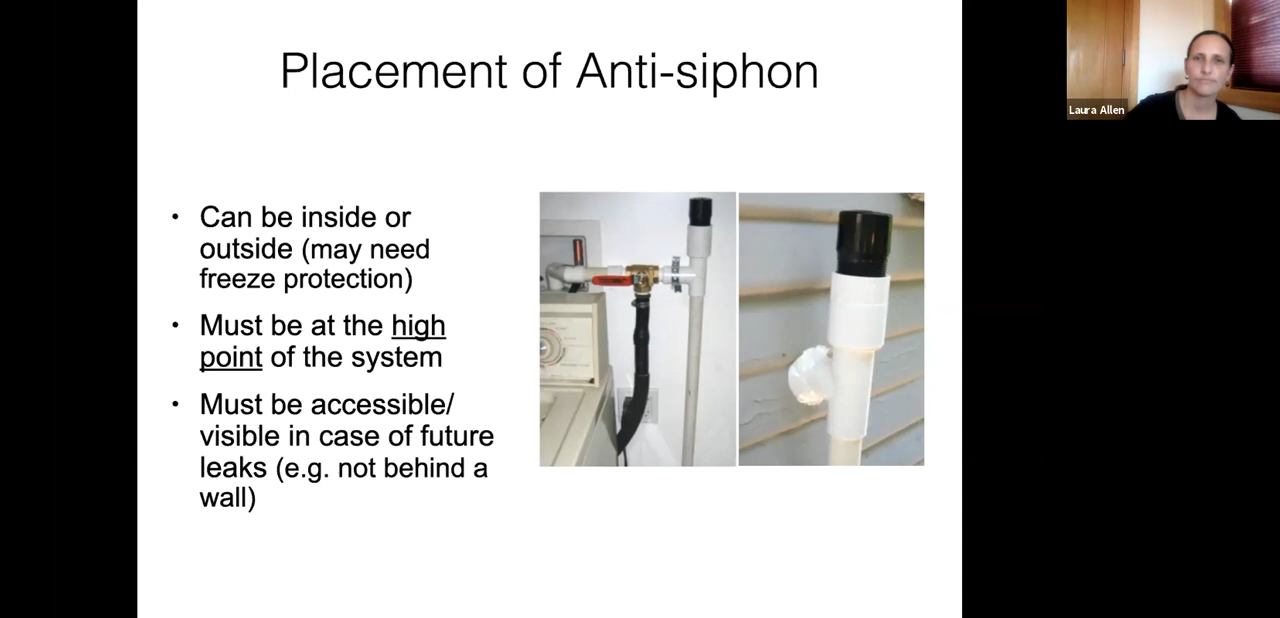 Placement of Anti-siphon
• Can be inside or
outside (may need
freeze protection)
• Must be at the high
point of the system
• Must be accessible/
visible in case of future
leaks (e.g. not behind a
wall)
Laura Allen